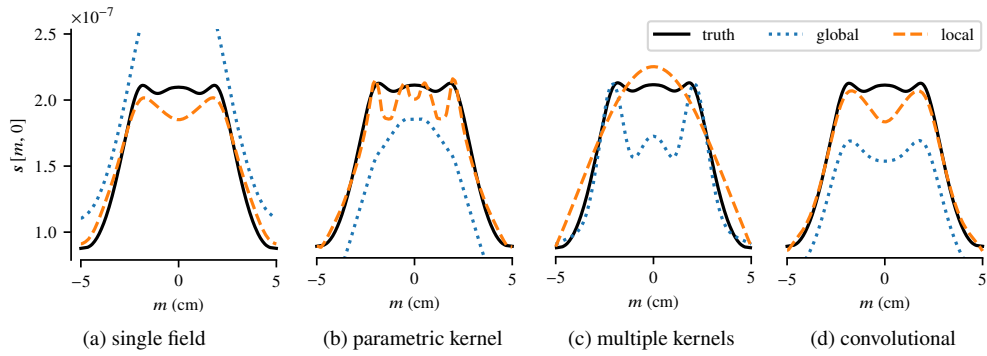 ×10⁻⁷
truth global local
2.5
2.0
1.5
1.0
s [m, 0]
−5 0 5 −5 0 5 −5 0 5 −5 0 5
m (cm) m (cm) m (cm) m (cm)
(a) single field (b) parametric kernel (c) multiple kernels (d) convolutional